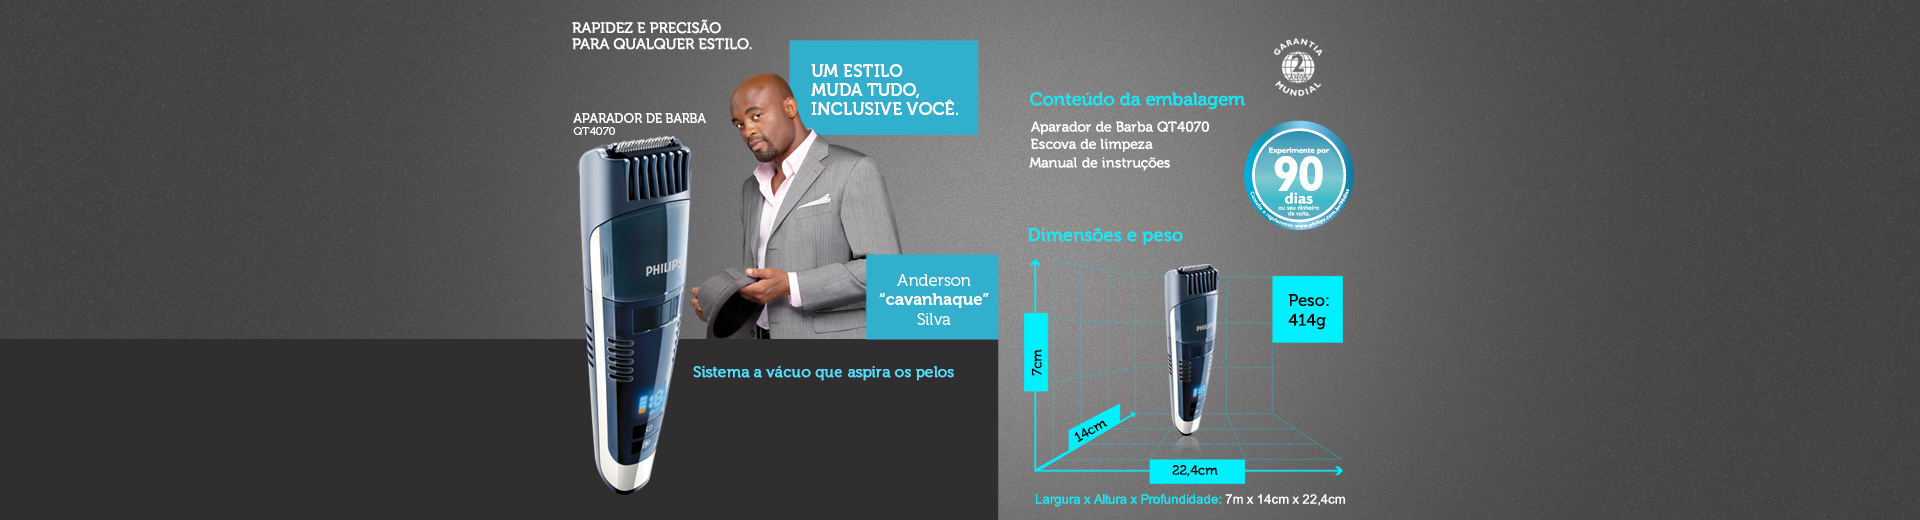 RAPIDEZ E PRECISÃO
PARA QUALQUER ESTILO.
UM ESTILO
MUDA TUDO,
INCLUSIVE VOCÊ.
APARADOR DE BARBA
QT4070
PHILIPS
Anderson
“cavanhaque”
Silva
Sistema a vácuo que aspira os pelos
GARANTIA
2
ANOS
MUNDIAL
Conteúdo da embalagem
Aparador de Barba QT4070
Escova de limpeza
Manual de instruções
Experimente por
90
dias
ou seu dinheiro
de volta.
Dimensões e peso
Peso:
414g
PHILIPS
7cm
14cm
22,4cm
Largura x Altura x Profundidade: 7m x 14cm x 22,4cm